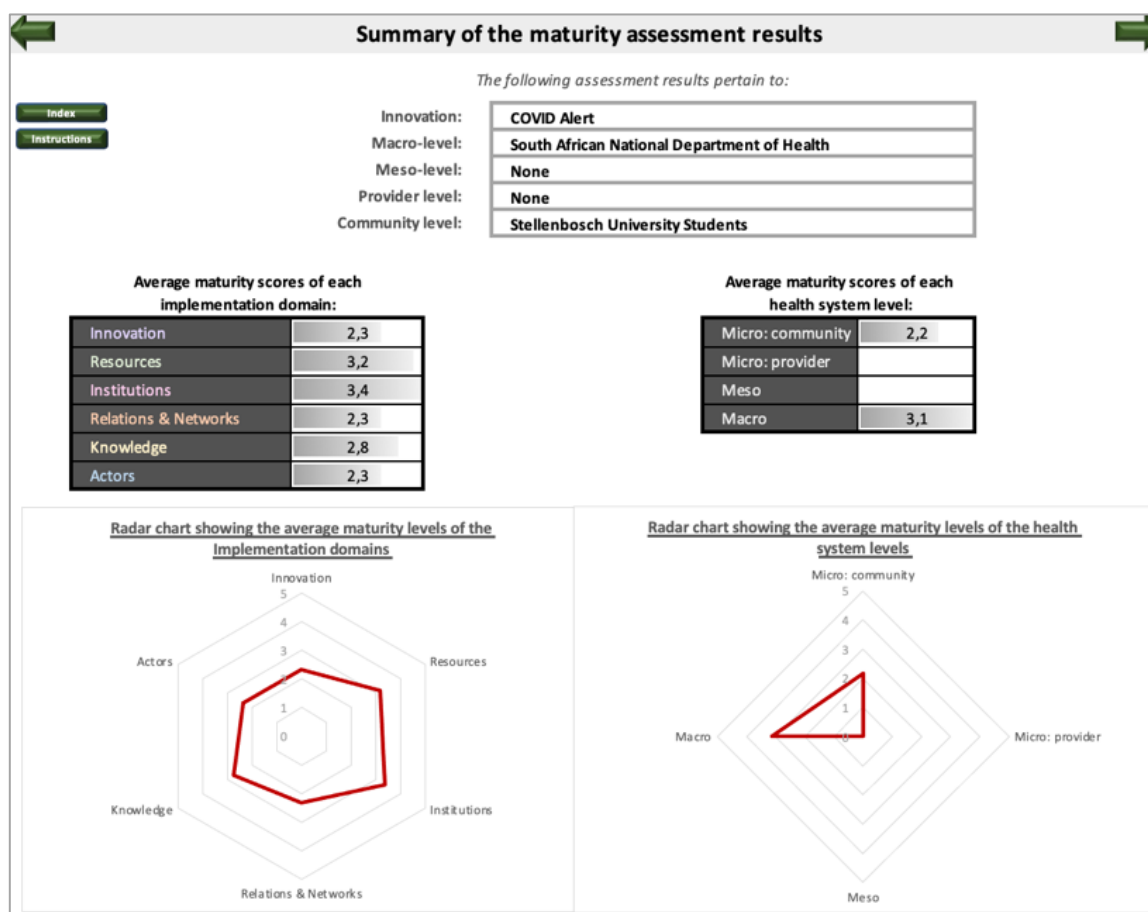 Summary of the maturity assessment results
The following assessment results pertain to:
Index
Instructions
Innovation: COVID Alert
Macro-level: South African National Department of Health
Meso-level: None
Provider level: None
Community level: Stellenbosch University Students
Average maturity scores of each
implementation domain:
Innovation 2,3
Resources 3,2
Institutions 3,4
Relations & Networks 2,3
Knowledge 2,8
Actors 2,3
Average maturity scores of each
health system level:
Micro: community 2,2
Micro: provider
Meso
Macro 3,1
Radar chart showing the average maturity levels of the
Implementation domains
Innovation
5
4
3
2
1
0
Resources
Institutions
Relations & Networks
Knowledge
Actors
Radar chart showing the average maturity levels of the health
system levels
Micro: community
5
4
3
2
1
0
Micro: provider
Meso
Macro